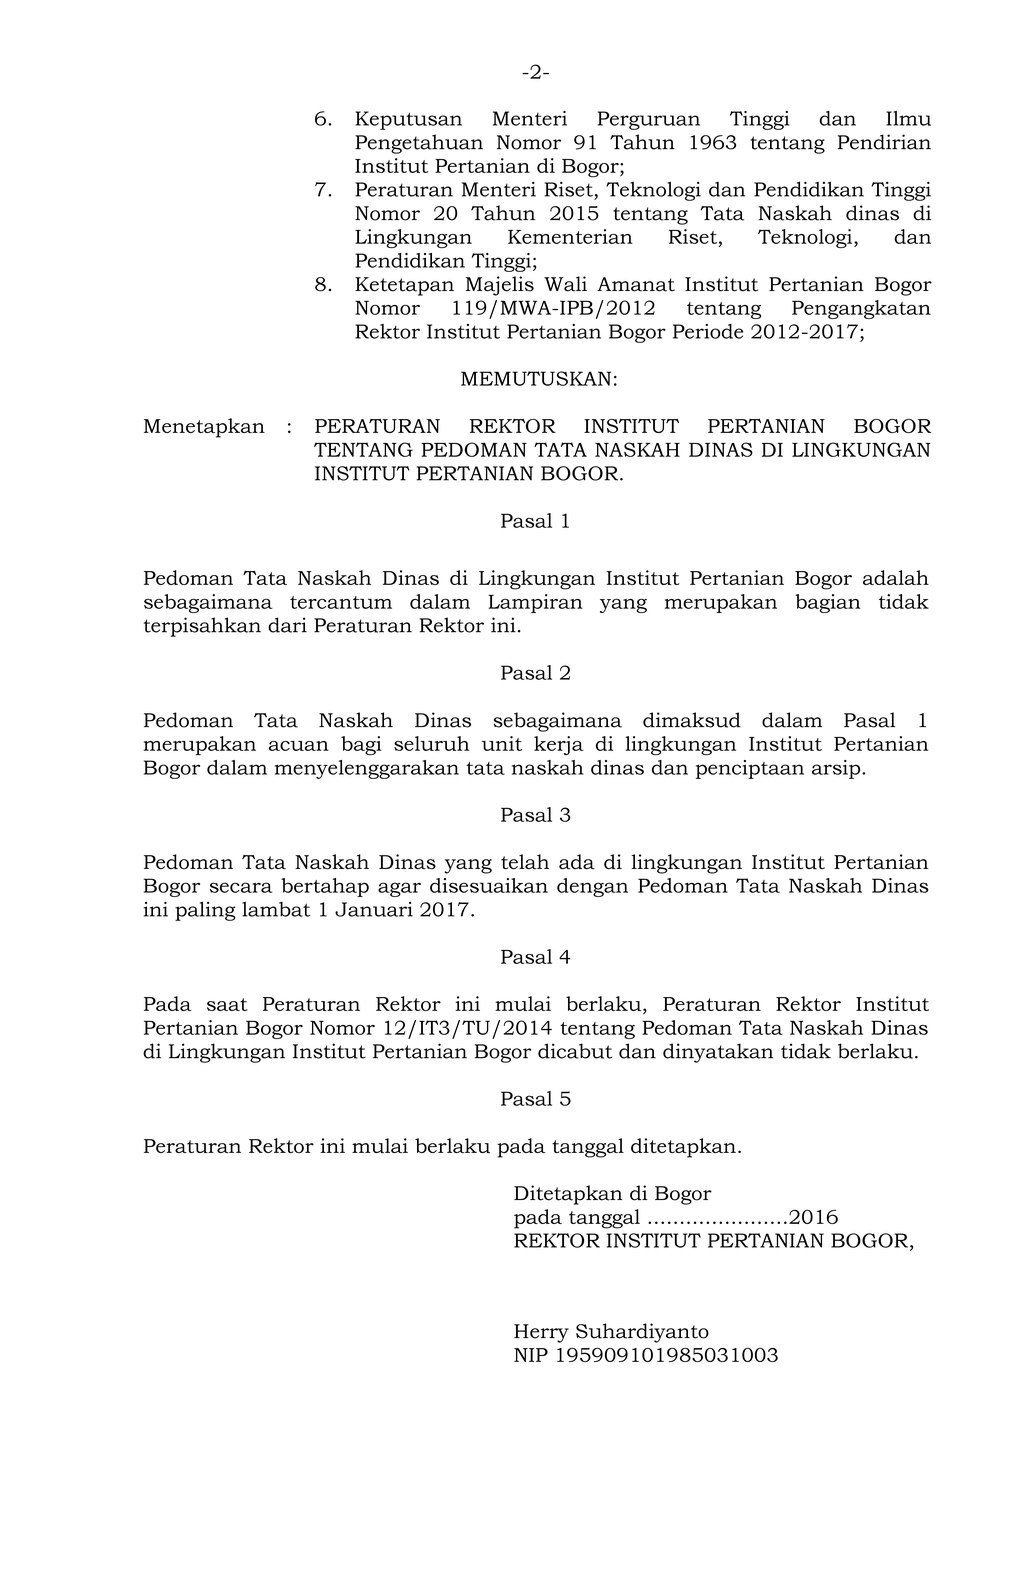 -2-
6. Keputusan Menteri Perguruan Tinggi dan Ilmu
Pengetahuan Nomor 91 Tahun 1963 tentang Pendirian
Institut Pertanian di Bogor;
7. Peraturan Menteri Riset, Teknologi dan Pendidikan Tinggi
Nomor 20 Tahun 2015 tentang Tata Naskah dinas di
Lingkungan Kementerian Riset, Teknologi, dan
Pendidikan Tinggi;
8. Ketetapan Majelis Wali Amanat Institut Pertanian Bogor
Nomor 119/MWA-IPB/2012 tentang Pengangkatan
Rektor Institut Pertanian Bogor Periode 2012-2017;
MEMUTUSKAN:
Menetapkan : PERATURAN REKTOR INSTITUT PERTANIAN BOGOR
TENTANG PEDOMAN TATA NASKAH DINAS DI LINGKUNGAN
INSTITUT PERTANIAN BOGOR.
Pasal 1
Pedoman Tata Naskah Dinas di Lingkungan Institut Pertanian Bogor adalah
sebagaimana tercantum dalam Lampiran yang merupakan bagian tidak
terpisahkan dari Peraturan Rektor ini.
Pasal 2
Pedoman Tata Naskah Dinas sebagaimana dimaksud dalam Pasal 1
merupakan acuan bagi seluruh unit kerja di lingkungan Institut Pertanian
Bogor dalam menyelenggarakan tata naskah dinas dan penciptaan arsip.
Pasal 3
Pedoman Tata Naskah Dinas yang telah ada di lingkungan Institut Pertanian
Bogor secara bertahap agar disesuaikan dengan Pedoman Tata Naskah Dinas
ini paling lambat 1 Januari 2017.
Pasal 4
Pada saat Peraturan Rektor ini mulai berlaku, Peraturan Rektor Institut
Pertanian Bogor Nomor 12/IT3/TU/2014 tentang Pedoman Tata Naskah Dinas
di Lingkungan Institut Pertanian Bogor dicabut dan dinyatakan tidak berlaku.
Pasal 5
Peraturan Rektor ini mulai berlaku pada tanggal ditetapkan.
Ditetapkan di Bogor
pada tanggal ......................2016
REKTOR INSTITUT PERTANIAN BOGOR,
Herry Suhardiyanto
NIP 195909101985031003